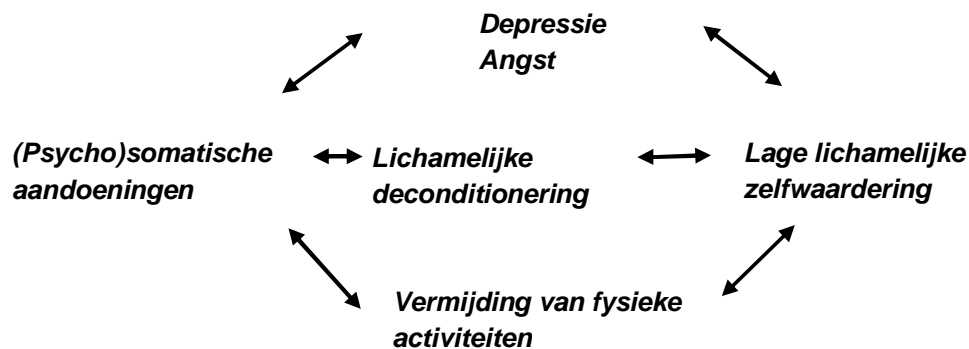 Depressie
Angst
(Psycho)somatische
aandoeningen
Lichamelijke
deconditionering
Lage lichamelijke
zelfwaardering
Vermijding van fysieke
activiteiten